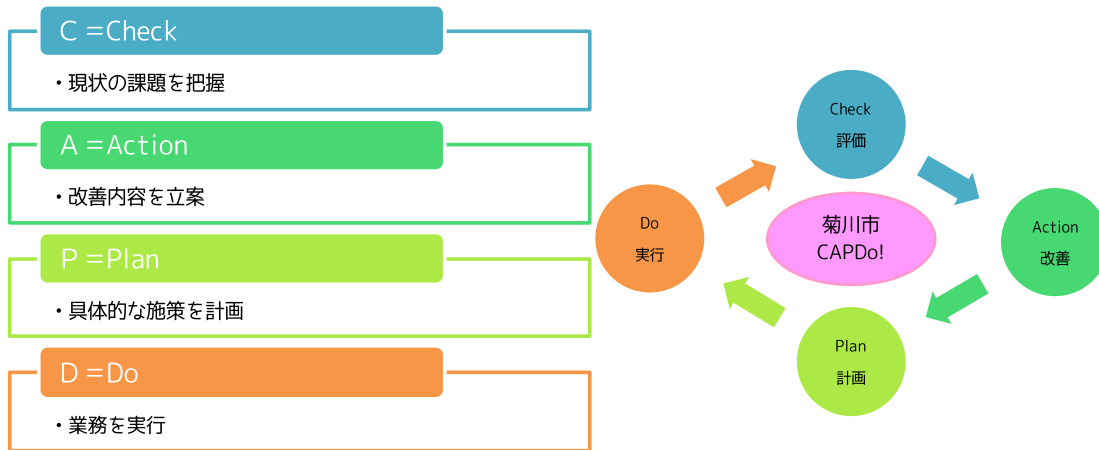 C =Check
・現状の課題を把握
A =Action
・改善内容を立案
P =Plan
・具体的な施策を計画
D =Do
・業務を実行
Check
評価
Do
実行
菊川市
CAPDo!
Action
改善
Plan
計画